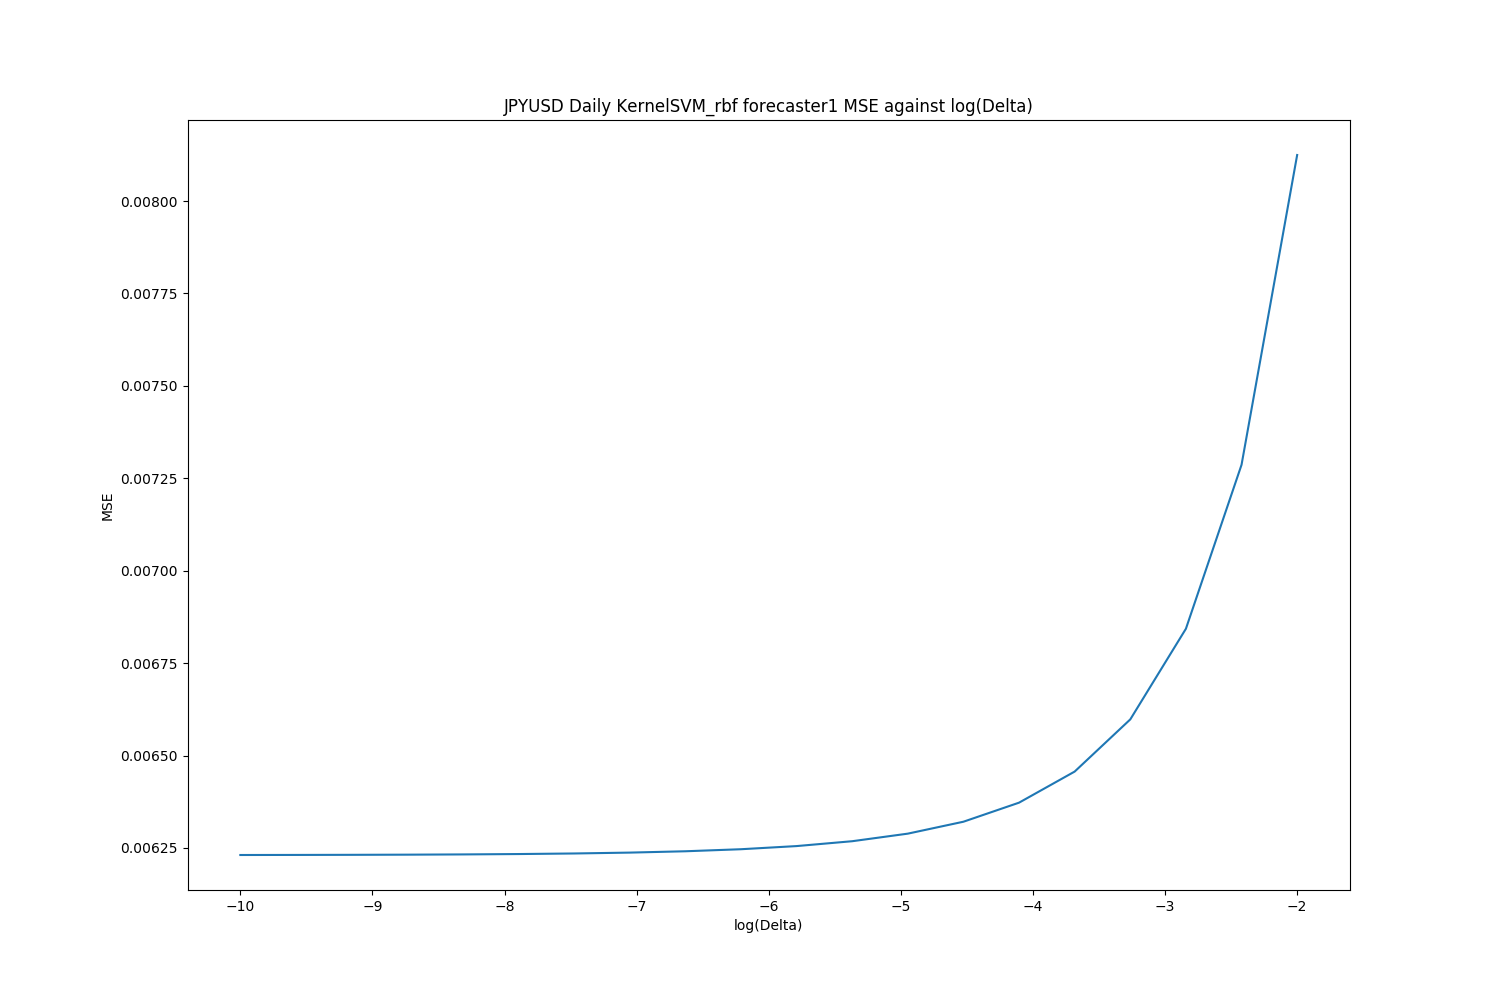 JPYUSD Daily KernelSVM_rbf forecaster1 MSE against log(Delta)
0.00800
0.00775
0.00750
0.00725
0.00700
0.00675
0.00650
0.00625
MSE
−10 −9 −8 −7 −6 −5 −4 −3 −2
log(Delta)